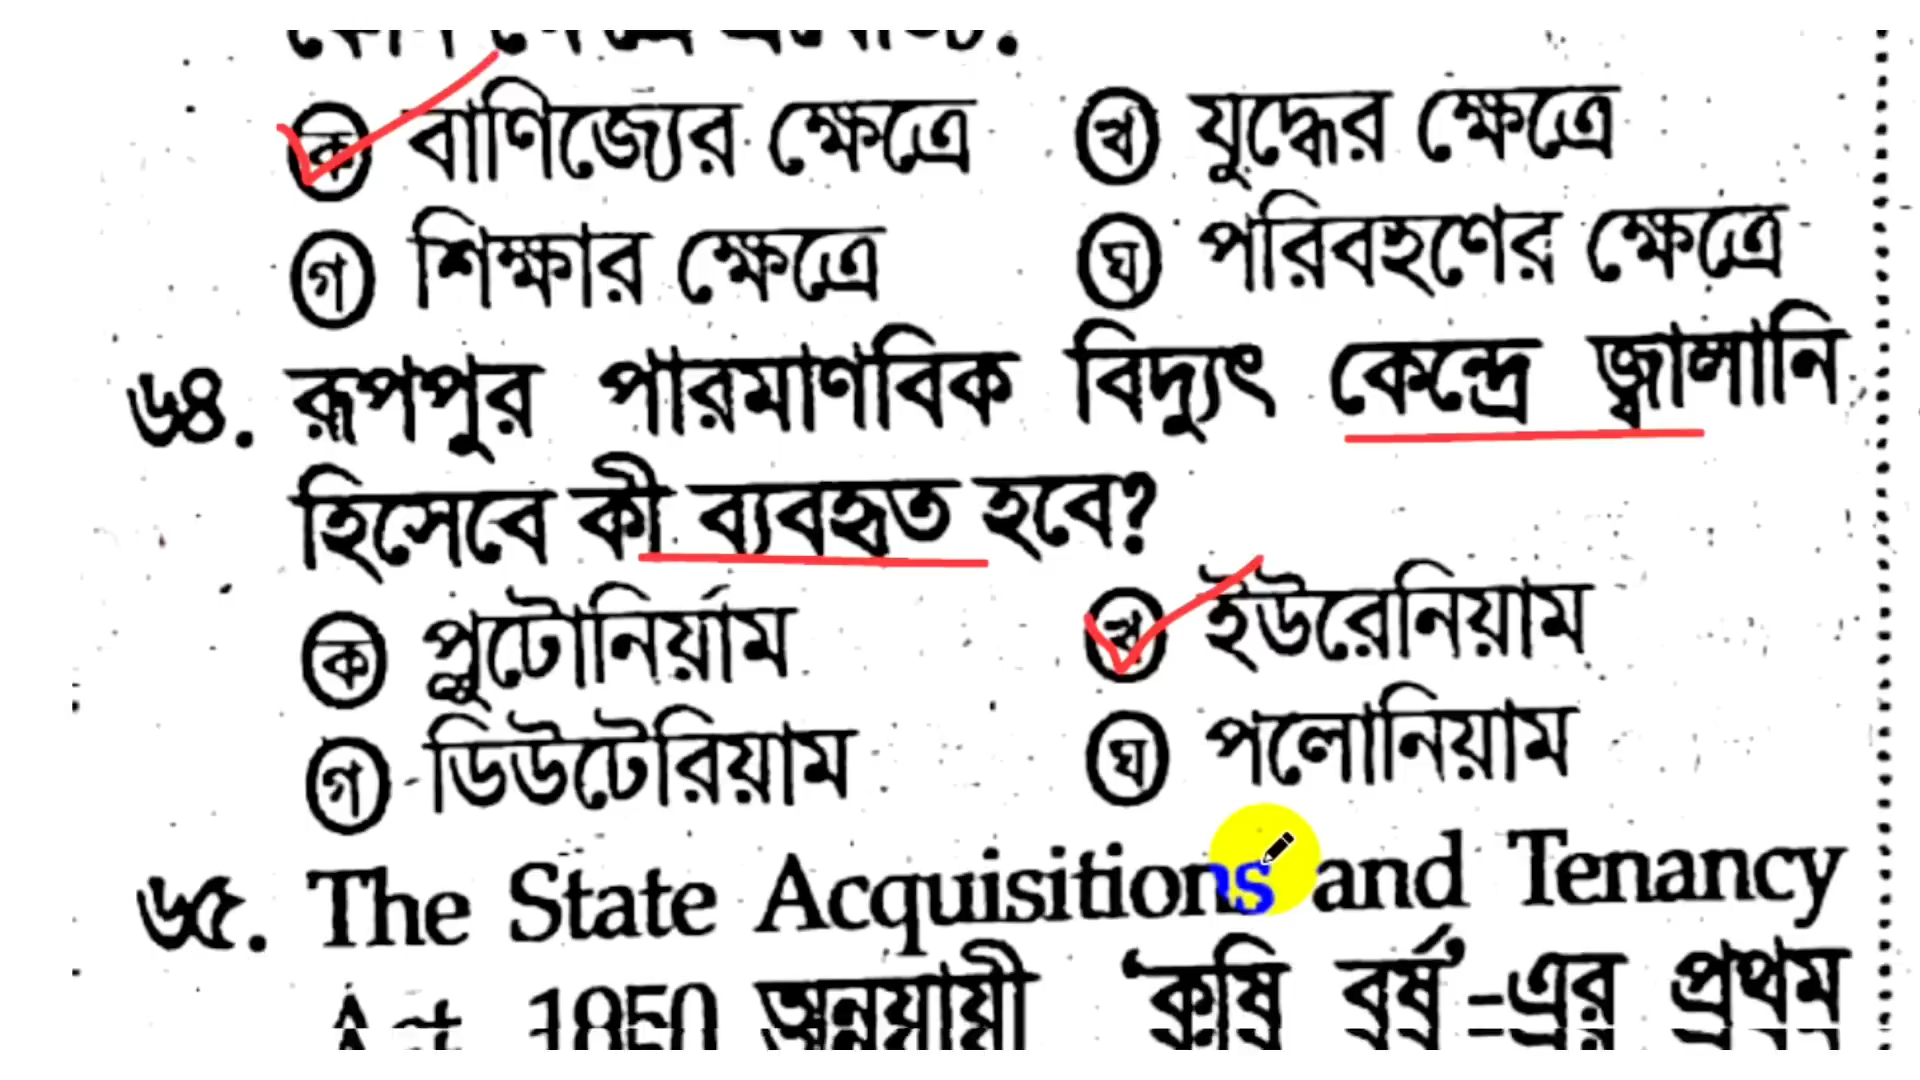 ক বাণিজ্যের ক্ষেত্রে খ যুদ্ধের ক্ষেত্রে
গ শিক্ষার ক্ষেত্রে ঘ পরিবহণের ক্ষেত্রে
৬৪. রূপপুর পারমাণবিক বিদ্যুৎ কেন্দ্রে জ্বালানি
হিসেবে কী ব্যবহৃত হবে?
ক প্লুটোনিয়াম খ ইউরেনিয়াম
গ ডিউটেরিয়াম ঘ পলোনিয়াম
৬৫. The State Acquisitions and Tenancy
অনুযায়ী 'কৃষি বর্ষ'-এর প্রথম